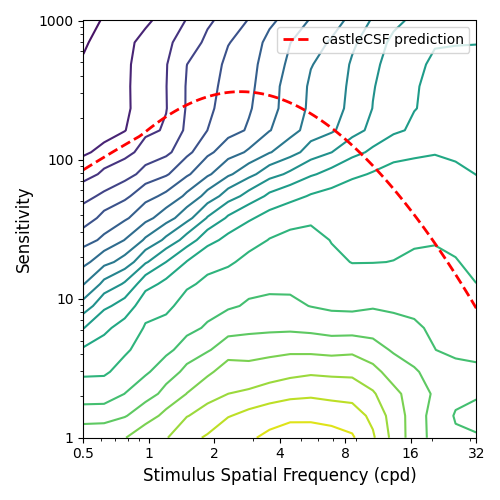 1000
castleCSF prediction
100
Sensitivity
10
1
0.5 1 2 4 8 16 32
Stimulus Spatial Frequency (cpd)